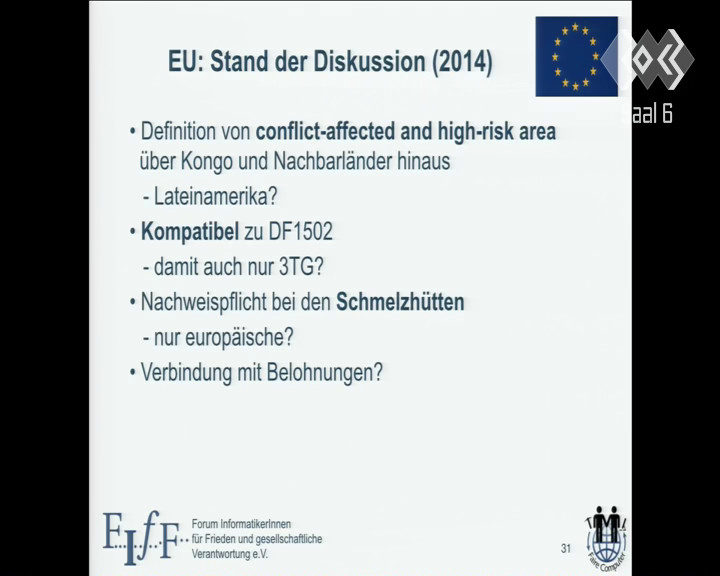 EU: Stand der Diskussion (2014)
Saal 6
• Definition von conflict-affected and high-risk area
über Kongo und Nachbarländer hinaus
- Lateinamerika?
• Kompatibel zu DF1502
- damit auch nur 3TG?
• Nachweispflicht bei den Schmelzhütten
- nur europäische?
• Verbindung mit Belohnungen?
F..I..f..F..
Forum InformatikerInnen
für Frieden und gesellschaftliche
Verantwortung e.V.
31
Faire Computer